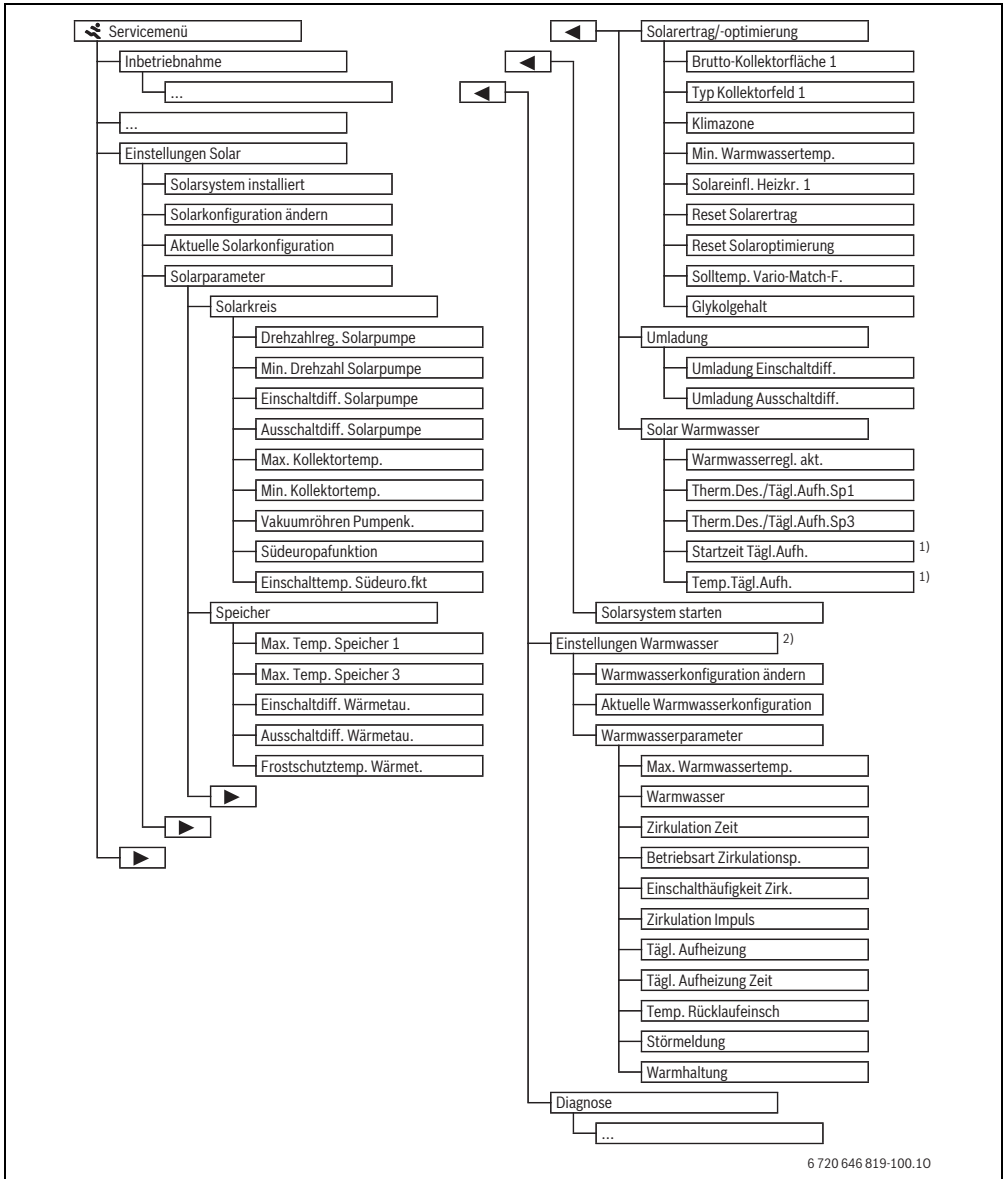 Servicemenü
Inbetriebnahme
...
...
Einstellungen Solar
Solarsystem installiert
Solarkonfiguration ändern
Aktuelle Solarkonfiguration
Solarparameter
Solarkreis
Drehzahlreg. Solarpumpe
Min. Drehzahl Solarpumpe
Einschaltdiff. Solarpumpe
Ausschaltdiff. Solarpumpe
Max. Kollektortemp.
Min. Kollektortemp.
Vakuumröhren Pumpenk.
Südeuropafunktion
Einschalttemp. Südeuro.fkt
Speicher
Max. Temp. Speicher 1
Max. Temp. Speicher 3
Einschaltdiff. Wärmetau.
Ausschaltdiff. Wärmetau.
Frostschutztemp. Wärmet.
Solarertrag/-optimierung
Brutto-Kollektorfläche 1
Typ Kollektorfeld 1
Klimazone
Min. Warmwassertemp.
Solareinfl. Heizkr. 1
Reset Solarertrag
Reset Solaroptimierung
Solltemp. Vario-Match-F.
Glykolgehalt
Umladung
Umladung Einschaltdiff.
Umladung Ausschaltdiff.
Solar Warmwasser
Warmwasserregl. akt.
Therm.Des./Tägl.Aufh.Sp1
Therm.Des./Tägl.Aufh.Sp3
Startzeit Tägl.Aufh. 1)
Temp.Tägl.Aufh. 1)
Solarsystem starten
Einstellungen Warmwasser 2)
Warmwasserkonfiguration ändern
Aktuelle Warmwasserkonfiguration
Warmwasserparameter
Max. Warmwassertemp.
Warmwasser
Zirkulation Zeit
Betriebsart Zirkulationsp.
Einschalthäufigkeit Zirk.
Zirkulation Impuls
Tägl. Aufheizung
Tägl. Aufheizung Zeit
Temp. Rücklaufeinsch
Störmeldung
Warmhaltung
Diagnose
...
6 720 646 819-100.1O